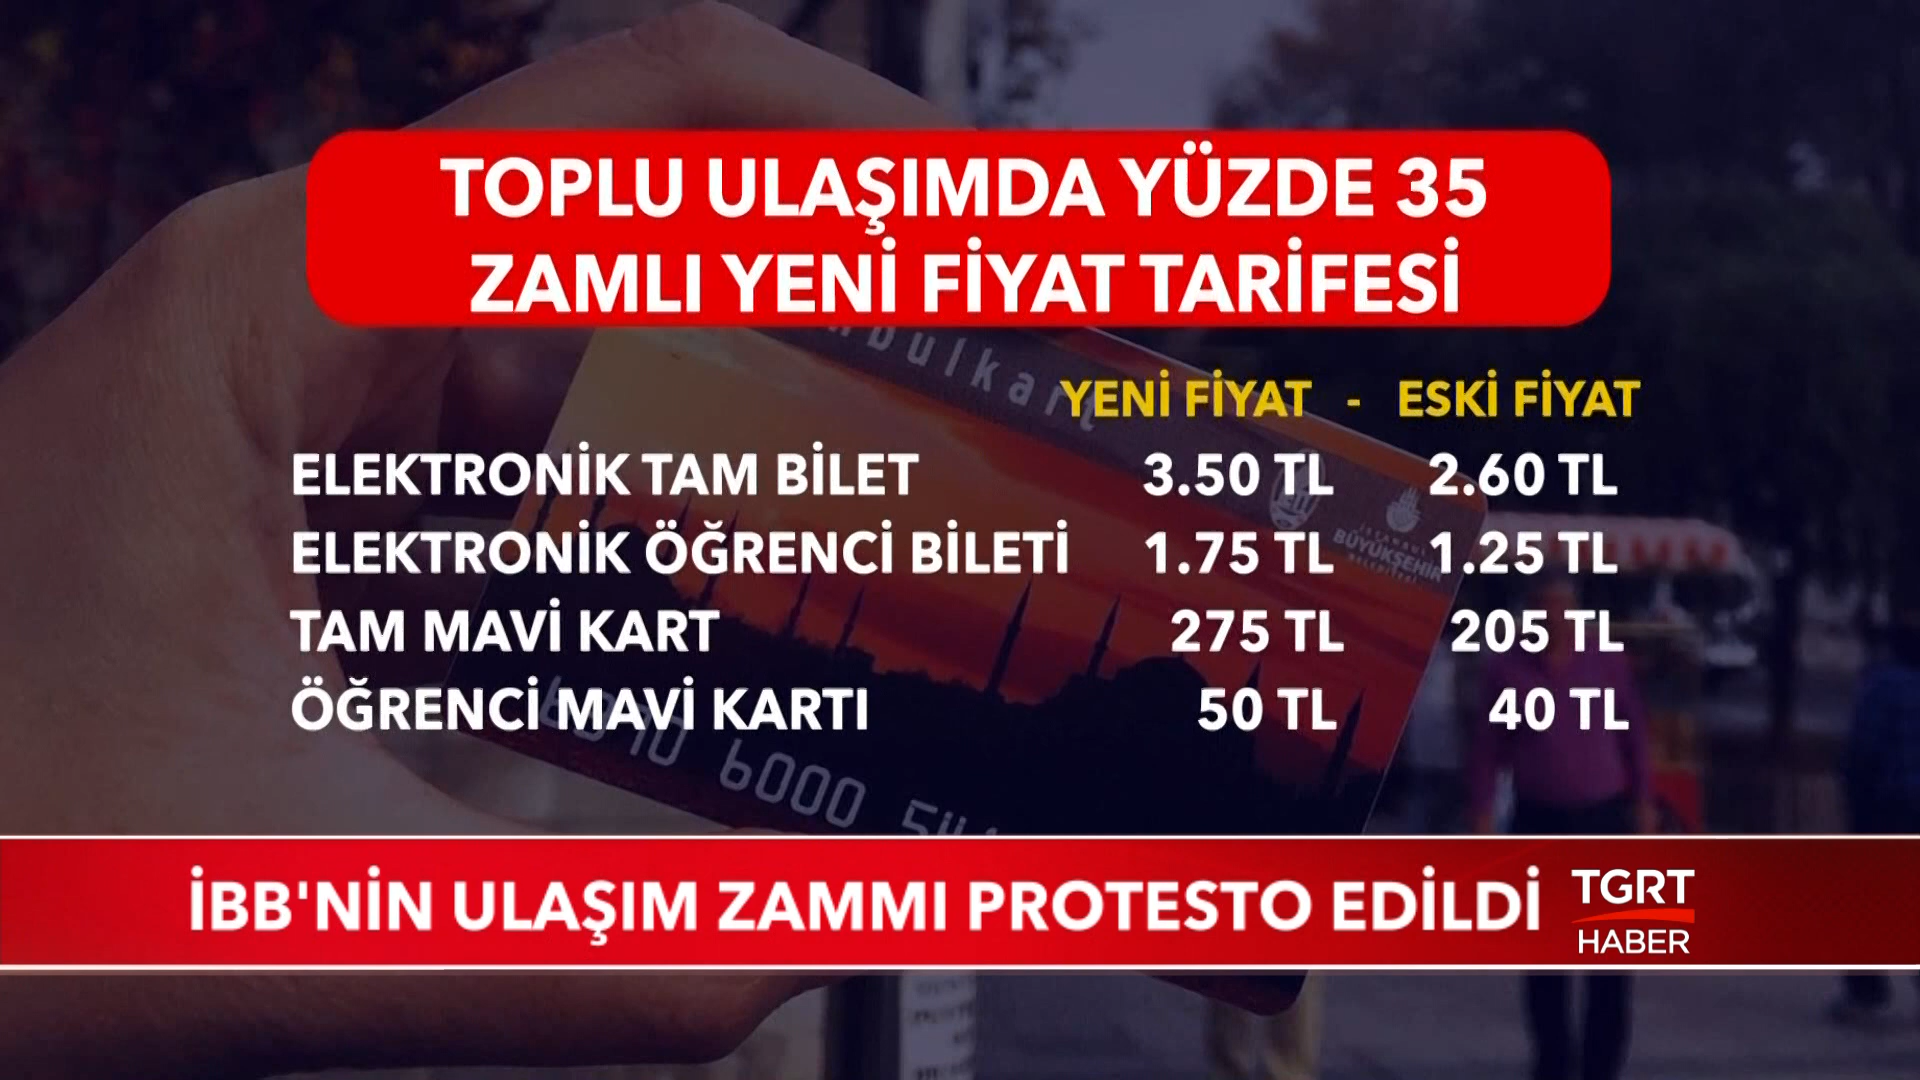 TOPLU ULAŞIMDA YÜZDE 35
ZAMLI YENİ FİYAT TARİFESİ
YENİ FİYAT - ESKİ FİYAT
ELEKTRONİK TAM BİLET 3.50 TL 2.60 TL
ELEKTRONİK ÖĞRENCİ BİLETİ 1.75 TL 1.25 TL
TAM MAVİ KART 275 TL 205 TL
ÖĞRENCİ MAVİ KARTI 50 TL 40 TL
bulkart
BÜYÜKŞEHİR
6000
İBB'NİN ULAŞIM ZAMMI PROTESTO EDİLDİ
TGRT
HABER